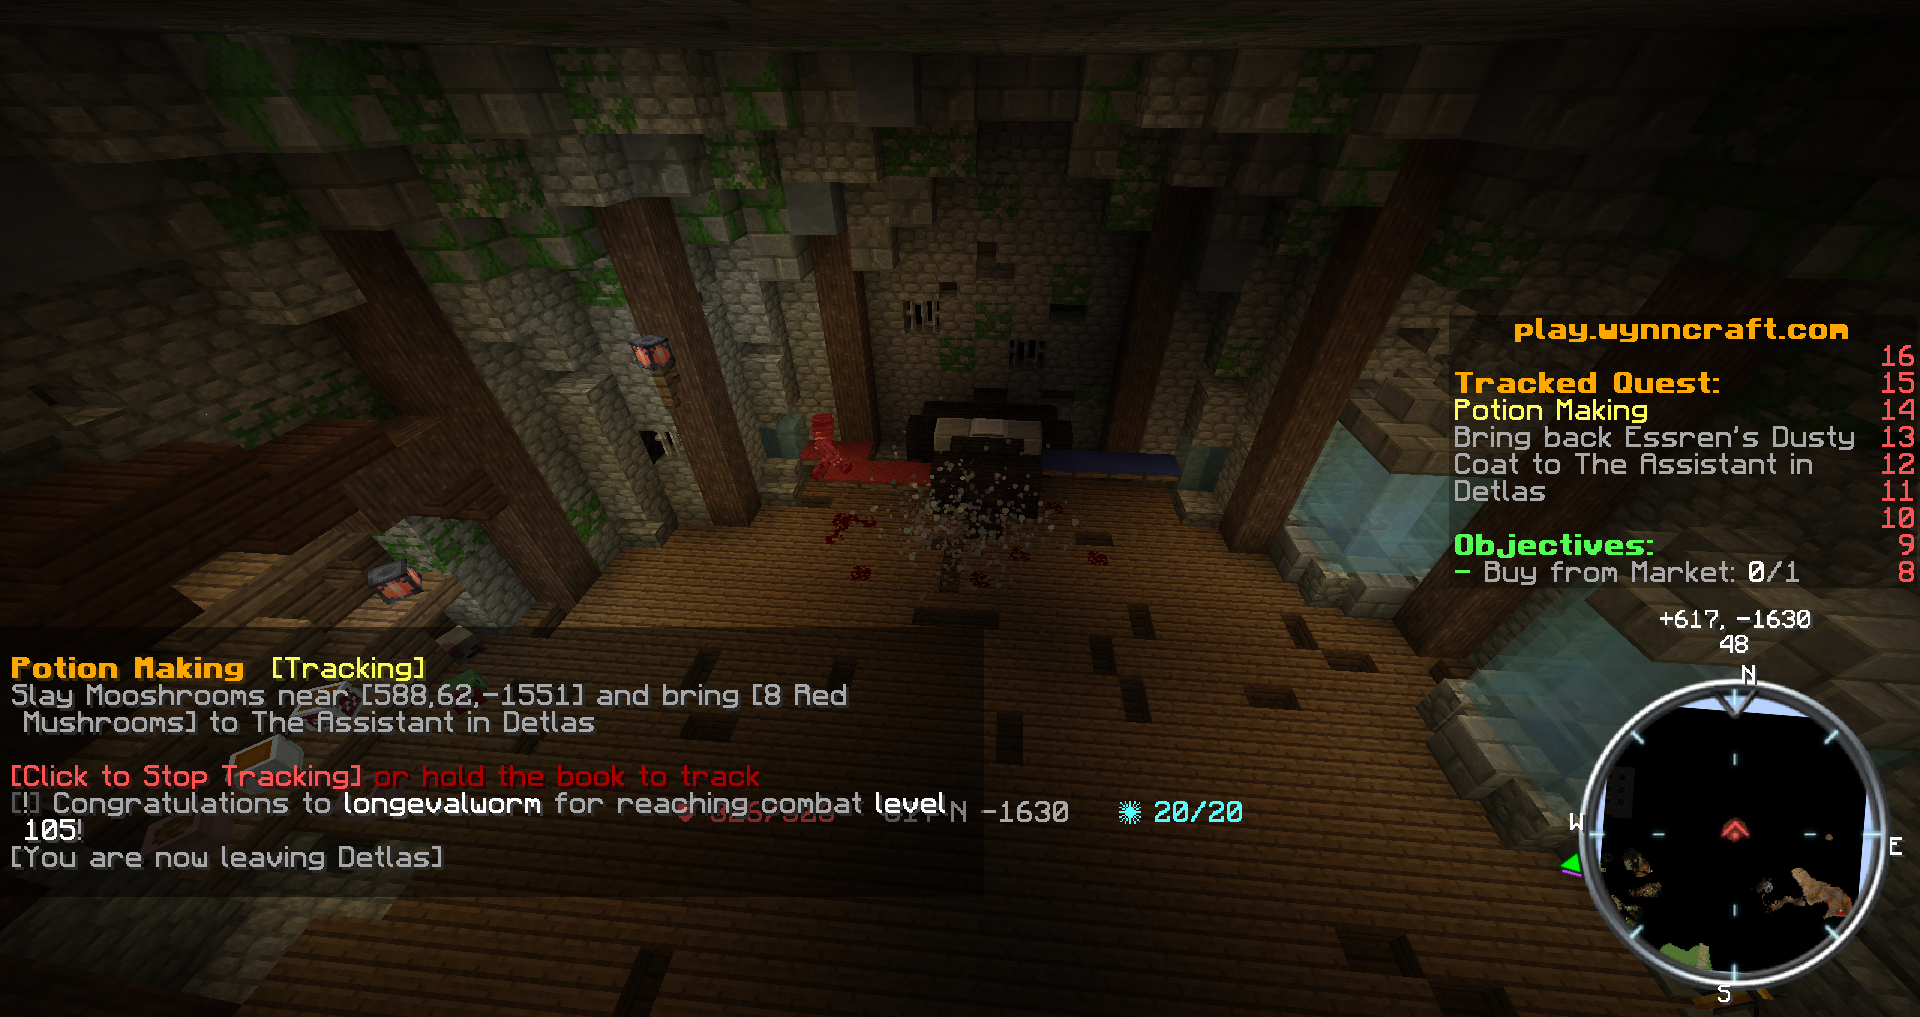 play.wynncraft.com
16
Tracked Quest: 15
Potion Making 14
Bring back Essren's Dusty 13
Coat to The Assistant in 12
Detlas 11
10
Objectives: 9
- Buy from Market: 0/1 8
+617, -1630
48
N
W
E
S
Potion Making [Tracking]
Slay Mooshrooms near [588,62,-1551] and bring [8 Red
Mushrooms] to The Assistant in Detlas
[Click to Stop Tracking] or hold the book to track
[!] Congratulations to longevalworm for reaching combat level
105!
[You are now leaving Detlas]
N -1630 20/20